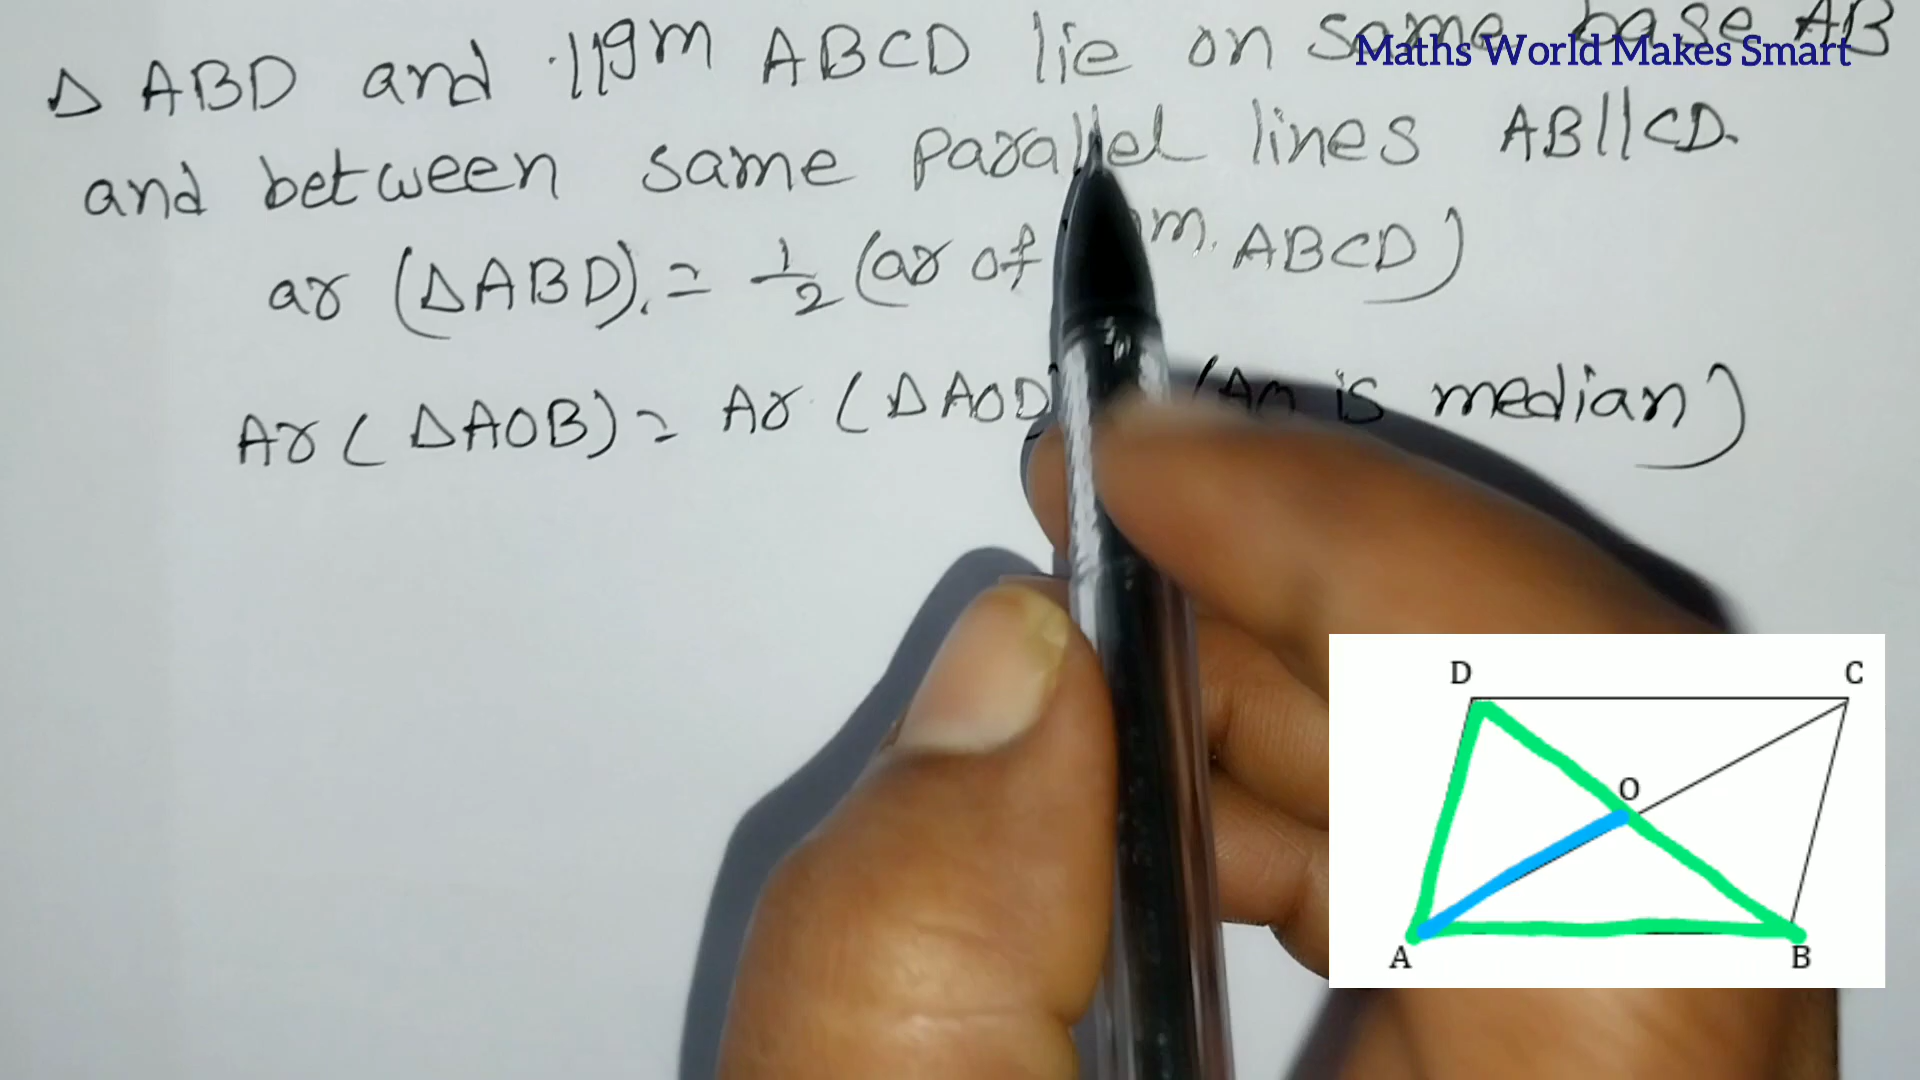 Δ ABD and ||gm ABCD lie on same base AB
Maths World Makes Smart
and between same parallel lines AB||CD.
ar (ΔABD) = 1/2 (ar of m ABCD)
Ar (ΔAOB) = Ar (ΔAOD) (AO is median)
D C
O
A B